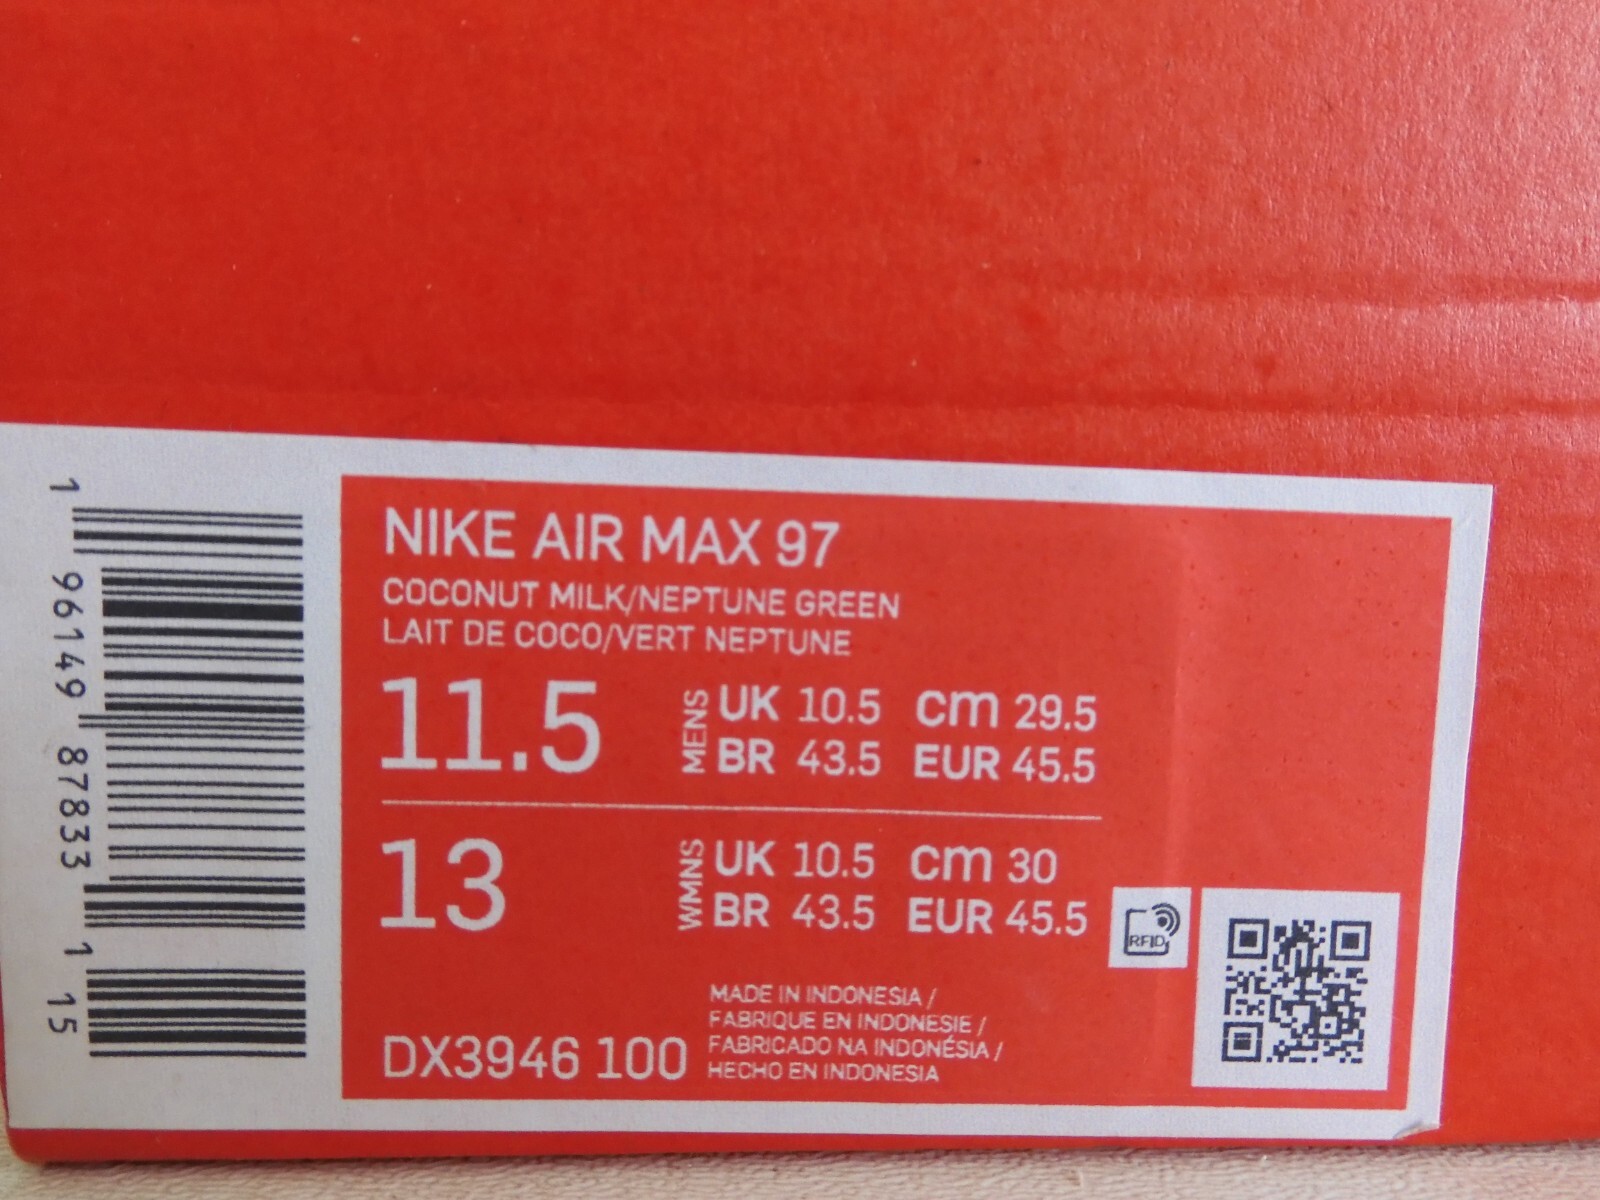 1 96149 87833 1 15
NIKE AIR MAX 97
COCONUT MILK/NEPTUNE GREEN
LAIT DE COCO/VERT NEPTUNE
11.5 MENS UK 10.5 cm 29.5
BR 43.5 EUR 45.5
13 WMNS UK 10.5 cm 30
BR 43.5 EUR 45.5
RFID
MADE IN INDONESIA /
FABRIQUE EN INDONESIE /
FABRICADO NA INDONÉSIA /
HECHO EN INDONESIA
DX3946 100